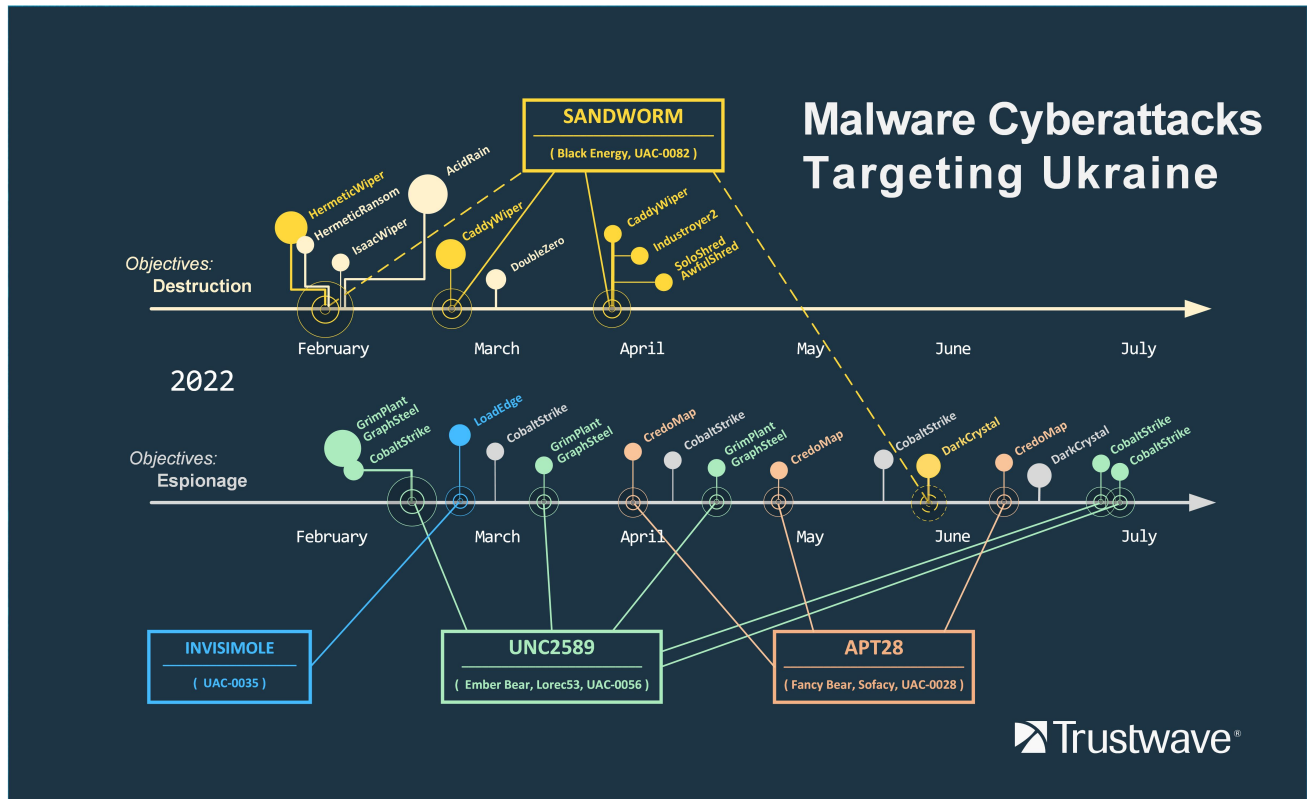 Malware Cyberattacks
Targeting Ukraine
SANDWORM
( Black Energy, UAC-0082 )
HermeticWiper
HermeticRansom
IsaacWiper
AcidRain
CaddyWiper
DoubleZero
CaddyWiper
Industroyer2
SoloShred
AwfulShred
Objectives:
Destruction
February
March
April
May
June
July
2022
Objectives:
Espionage
GrimPlant
GraphSteel
CobaltStrike
LoadEdge
CobaltStrike
GrimPlant
GraphSteel
CredoMap
CobaltStrike
GrimPlant
GraphSteel
CredoMap
CobaltStrike
DarkCrystal
CredoMap
DarkCrystal
CobaltStrike
CobaltStrike
February
March
April
May
June
July
INVISIMOLE
( UAC-0035 )
UNC2589
( Ember Bear, Lorec53, UAC-0056 )
APT28
( Fancy Bear, Sofacy, UAC-0028 )
Trustwave®